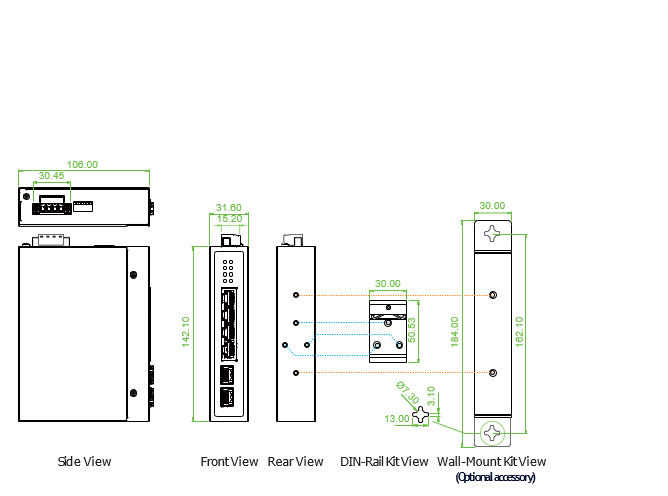 106.00
30.45
31.60
15.20
142.10
30.00
50.53
Ø7.30
3.10
13.00
30.00
184.00
162.10
Side View
Front View
Rear View
DIN-Rail Kit View
Wall-Mount Kit View
(Optional accessory)